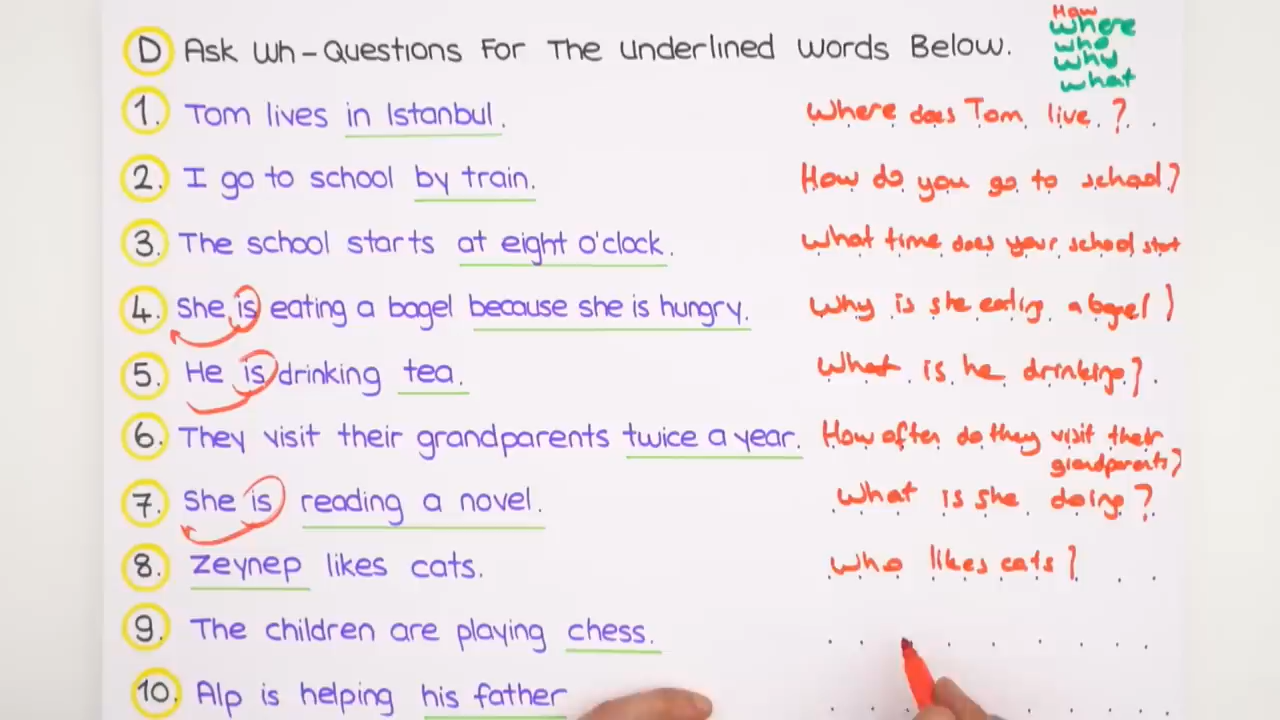 D Ask Wh-Questions For The Underlined Words Below.
How
Where
who
why
what
1. Tom lives in Istanbul. Where does Tom live?
2. I go to school by train. How do you go to school?
3. The school starts at eight o'clock. What time does your school start
4. She is eating a bagel because she is hungry. Why is she eating a bagel?
5. He is drinking tea. What is he drinking?
6. They visit their grandparents twice a year. How often do they visit their
grandparents?
7. She is reading a novel. What is she doing?
8. Zeynep likes cats. Who likes cats?
9. The children are playing chess.
10. Alp is helping his father